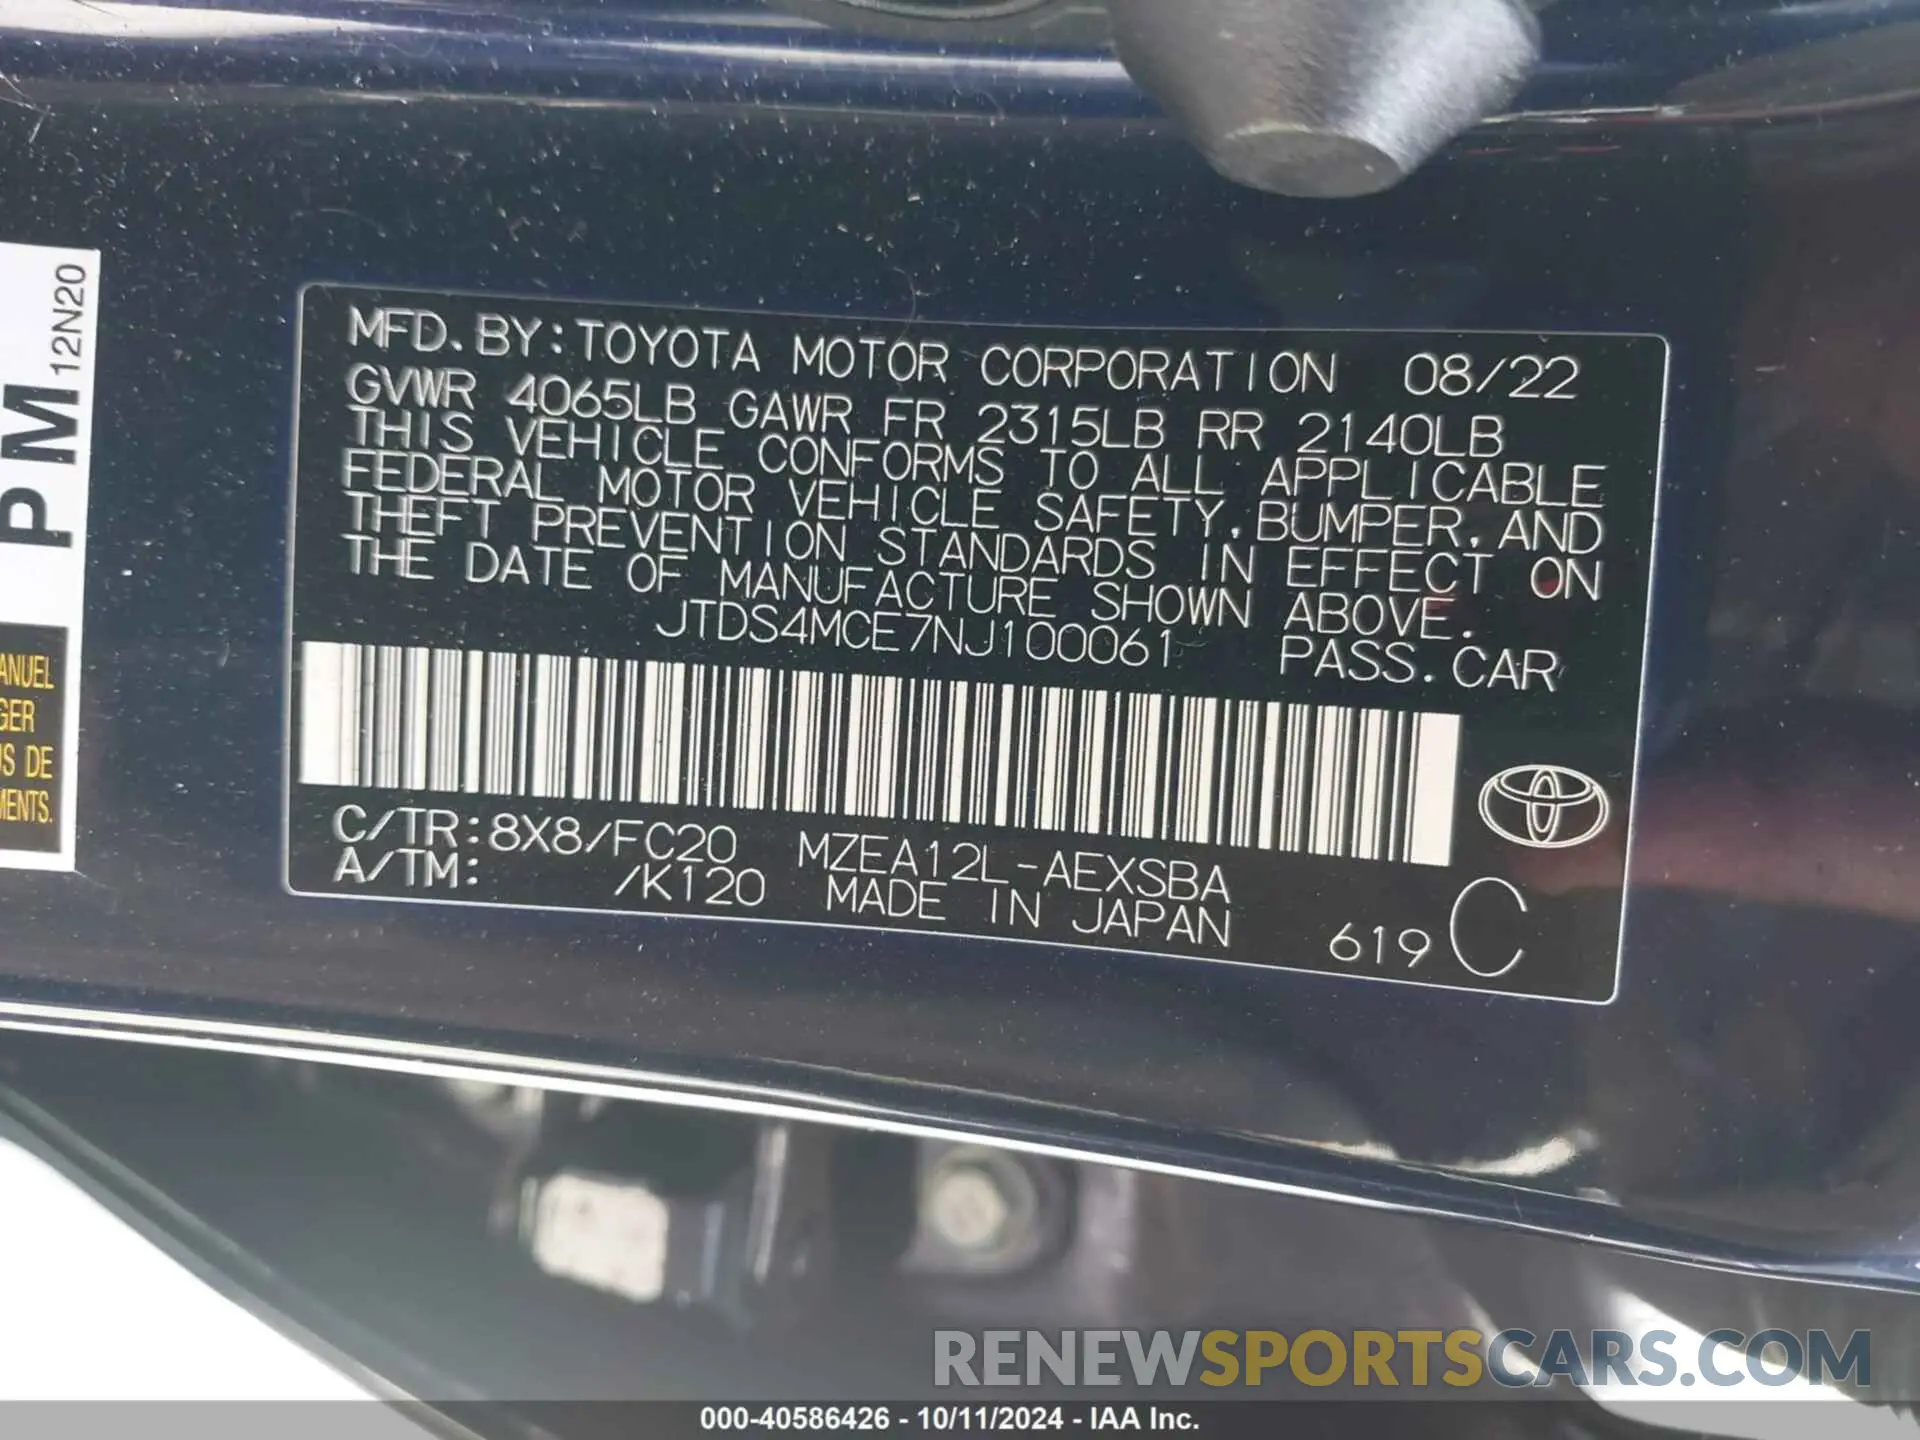 12N20
PM
ANUEL
GER
US DE
MENTS.
MFD. BY: TOYOTA MOTOR CORPORATION 08/22
GVWR 4065LB GAWR FR 2315LB RR 2140LB
THIS VEHICLE CONFORMS TO ALL APPLICABLE
FEDERAL MOTOR VEHICLE SAFETY, BUMPER, AND
THEFT PREVENTION STANDARDS IN EFFECT ON
THE DATE OF MANUFACTURE SHOWN ABOVE.
JTDS4MCE7NJ100061 PASS. CAR
C/TR: 8X8/FC20 MZEA12L-AEXSBA
A/TM: /K120 MADE IN JAPAN
619 C
RENEWSPORTSCARS.COM
000-40586426 - 10/11/2024 - IAA Inc.